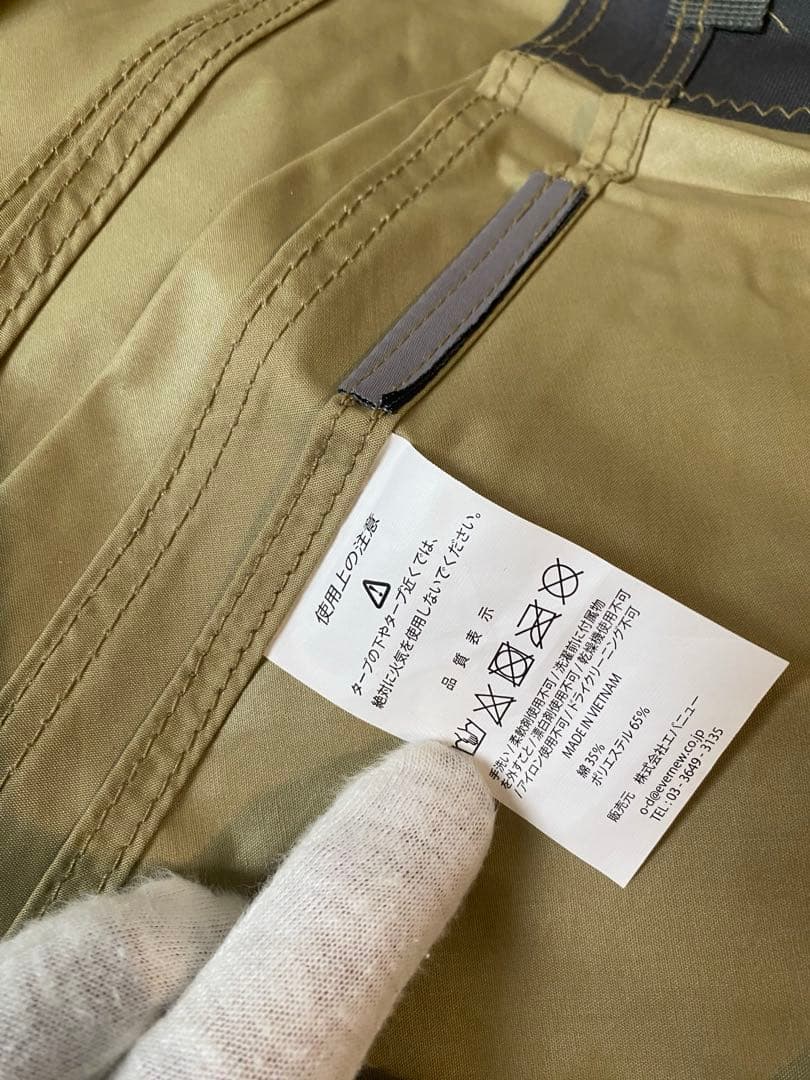 使用上の注意
タープの下やタープ近くでは、
絶対に火気を使用しないでください。
品質表示
手洗い/柔軟剤使用不可/洗濯前に付属物
を外すこと/漂白剤使用不可/乾燥機使用不可
/アイロン使用不可/ドライクリーニング不可
MADE IN VIETNAM
綿 35%
ポリエステル 65%
販売元 株式会社エバニュー
o-d@evernew.co.jp
TEL : 03 - 3649 - 3135